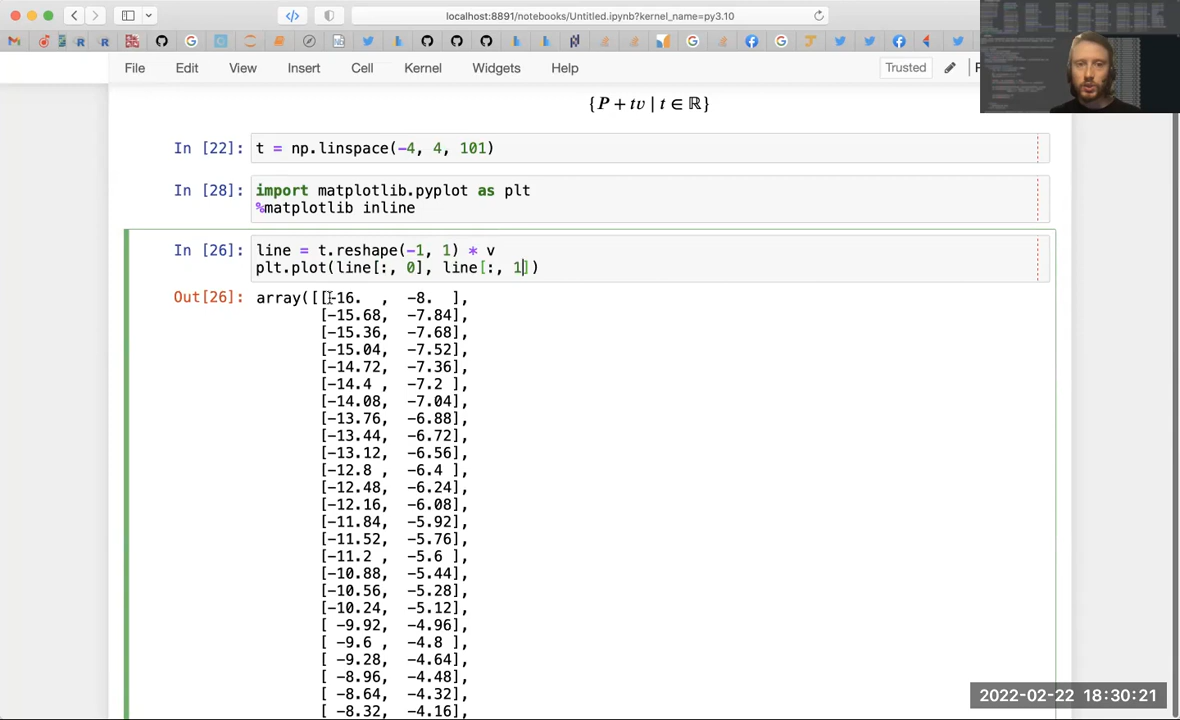 localhost:8891/notebooks/Untitled.ipynb?kernel_name=py3.10
File Edit View Insert Cell Kernel Widgets Help Trusted
{P + tv | t ∈ ℝ}
In [22]: t = np.linspace(-4, 4, 101)
In [28]: import matplotlib.pyplot as plt
%matplotlib inline
In [26]: line = t.reshape(-1, 1) * v
plt.plot(line[:, 0], line[:, 1])
Out[26]: array([[-16.  , -8.  ],
[-15.68, -7.84],
[-15.36, -7.68],
[-15.04, -7.52],
[-14.72, -7.36],
[-14.4 , -7.2 ],
[-14.08, -7.04],
[-13.76, -6.88],
[-13.44, -6.72],
[-13.12, -6.56],
[-12.8 , -6.4 ],
[-12.48, -6.24],
[-12.16, -6.08],
[-11.84, -5.92],
[-11.52, -5.76],
[-11.2 , -5.6 ],
[-10.88, -5.44],
[-10.56, -5.28],
[-10.24, -5.12],
[ -9.92, -4.96],
[ -9.6 , -4.8 ],
[ -9.28, -4.64],
[ -8.96, -4.48],
[ -8.64, -4.32],
[ -8.32, -4.16],
2022-02-22 18:30:21